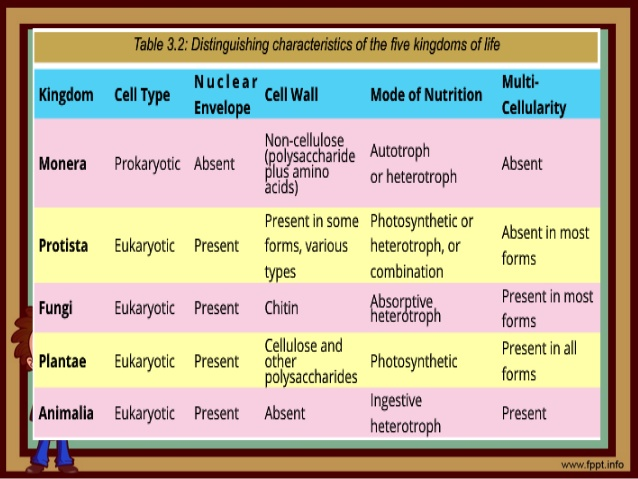 Table 3.2: Distinguishing characteristics of the five kingdoms of life
Kingdom Cell Type Nuclear Envelope Cell Wall Mode of Nutrition Multi-Cellularity
Monera Prokaryotic Absent Non-cellulose (polysaccharide plus amino acids) Autotroph or heterotroph Absent
Protista Eukaryotic Present Present in some forms, various types Photosynthetic or heterotroph, or combination Absent in most forms
Fungi Eukaryotic Present Chitin Absorptive heterotroph Present in most forms
Plantae Eukaryotic Present Cellulose and other polysaccharides Photosynthetic Present in all forms
Animalia Eukaryotic Present Absent Ingestive heterotroph Present
www.fppt.info